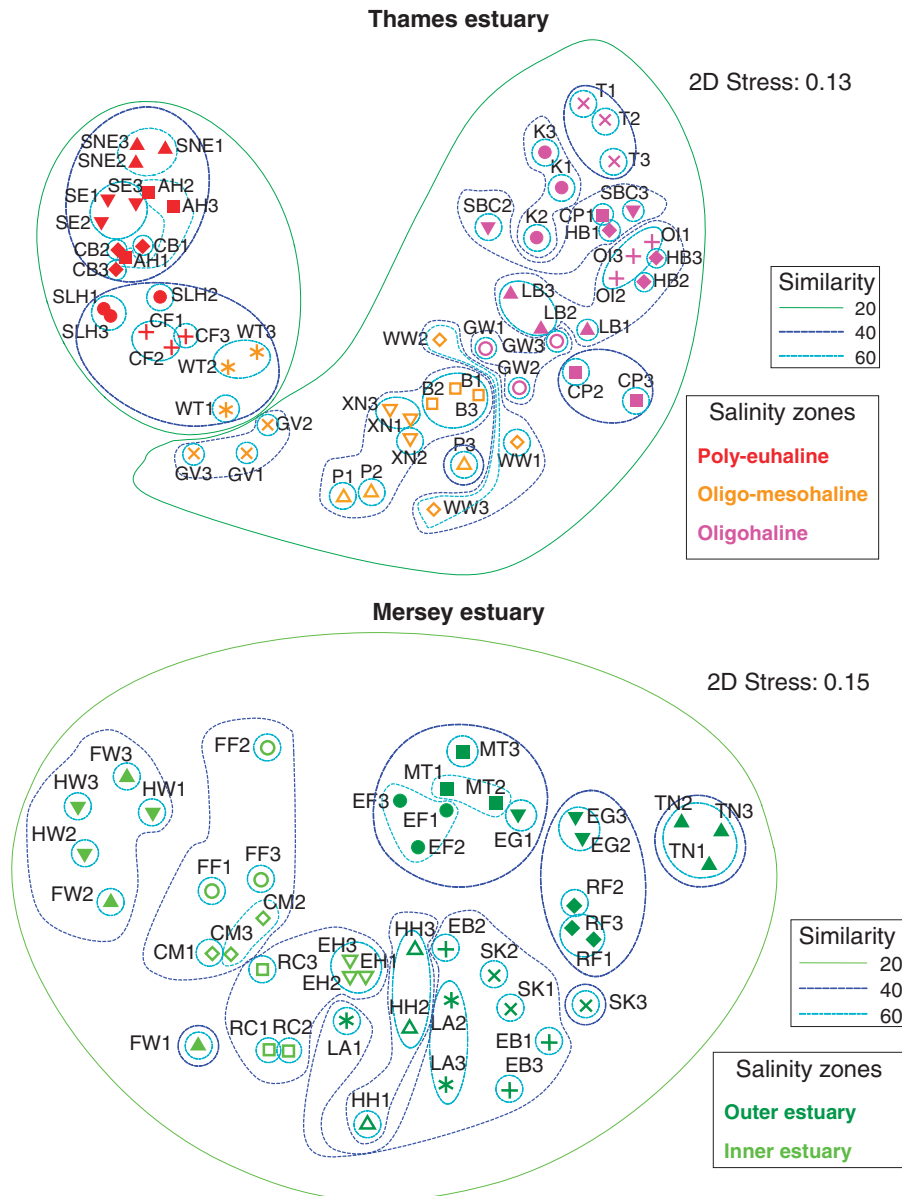 Thames estuary
2D Stress: 0.13
T1
T2
T3
K3
K1
K2
SNE3
SNE1
SNE2
SE3
SE1
AH2
AH3
SE2
CB2
CB1
AH1
CB3
SBC2
CP1
SBC3
HB1
OI1
OI3
HB3
OI2
HB2
SLH1
SLH2
SLH3
CF1
CF3
WT3
CF2
WT2
WT1
LB3
LB2
LB1
WW2
GW1
GW3
GW2
CP2
CP3
B2
B1
B3
XN3
XN1
XN2
GV2
GV3
GV1
P1
P2
P3
WW1
WW3
Similarity
20
40
60
Salinity zones
Poly-euhaline
Oligo-mesohaline
Oligohaline
Mersey estuary
2D Stress: 0.15
FW3
HW3
HW1
HW2
FW2
FF2
FF1
FF3
CM2
CM3
CM1
MT3
MT1
MT2
EF3
EF1
EF2
EG1
EG3
EG2
TN2
TN3
TN1
RF2
RF3
RF1
RC3
EH3
EH1
EH2
HH3
EB2
SK2
SK1
SK3
HH2
LA2
RC1
RC2
LA1
FW1
EB1
LA3
EB3
HH1
Similarity
20
40
60
Salinity zones
Outer estuary
Inner estuary